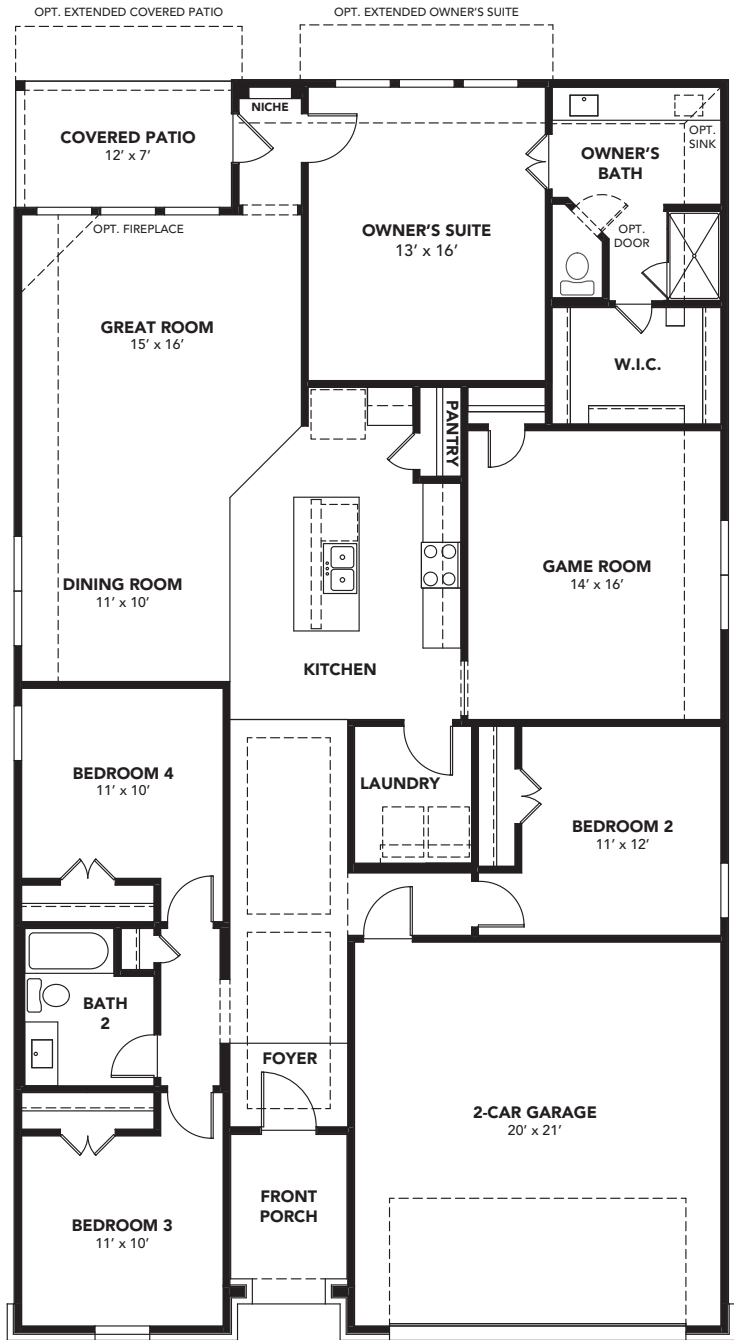 OPT. EXTENDED COVERED PATIO
OPT. EXTENDED OWNER'S SUITE
NICHE
COVERED PATIO
12' x 7'
OPT.
SINK
OWNER'S
BATH
OPT. FIREPLACE
OWNER'S SUITE
13' x 16'
OPT.
DOOR
GREAT ROOM
15' x 16'
W.I.C.
PANTRY
GAME ROOM
14' x 16'
DINING ROOM
11' x 10'
KITCHEN
BEDROOM 4
11' x 10'
LAUNDRY
BEDROOM 2
11' x 12'
BATH
2
FOYER
2-CAR GARAGE
20' x 21'
FRONT
PORCH
BEDROOM 3
11' x 10'